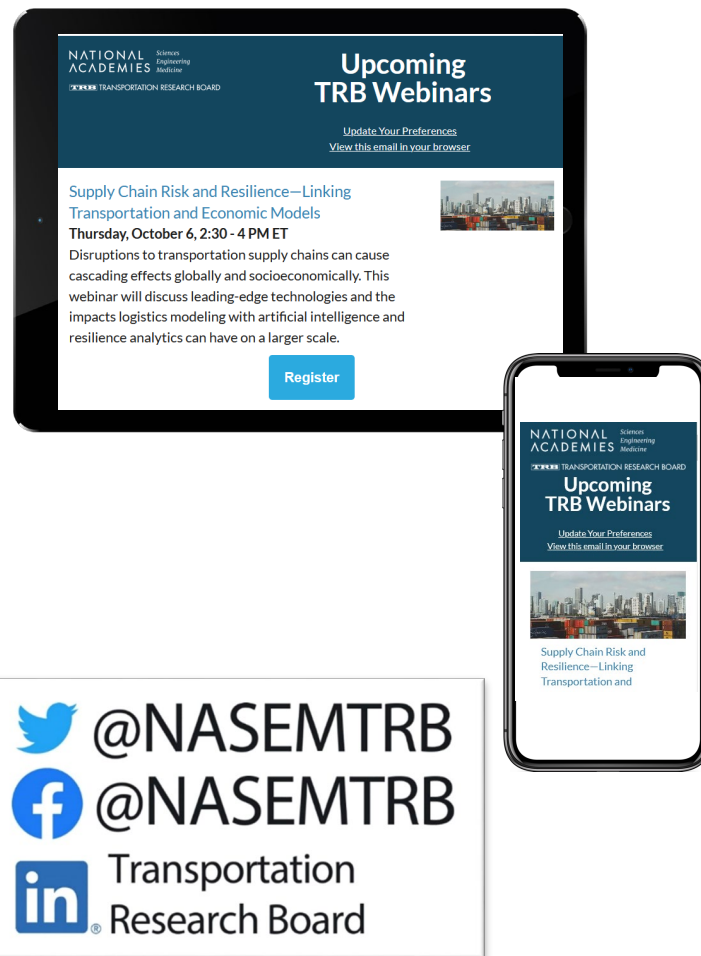 NATIONAL
ACADEMIES
Sciences
Engineering
Medicine
TRB TRANSPORTATION RESEARCH BOARD
Upcoming
TRB Webinars
Update Your Preferences
View this email in your browser
Supply Chain Risk and Resilience—Linking
Transportation and Economic Models
Thursday, October 6, 2:30 - 4 PM ET
Disruptions to transportation supply chains can cause
cascading effects globally and socioeconomically. This
webinar will discuss leading-edge technologies and the
impacts logistics modeling with artificial intelligence and
resilience analytics can have on a larger scale.
Register
NATIONAL
ACADEMIES
Sciences
Engineering
Medicine
TRB TRANSPORTATION RESEARCH BOARD
Upcoming
TRB Webinars
Update Your Preferences
View this email in your browser
Supply Chain Risk and
Resilience—Linking
Transportation and
@NASEMTRB
@NASEMTRB
in®
Transportation
Research Board